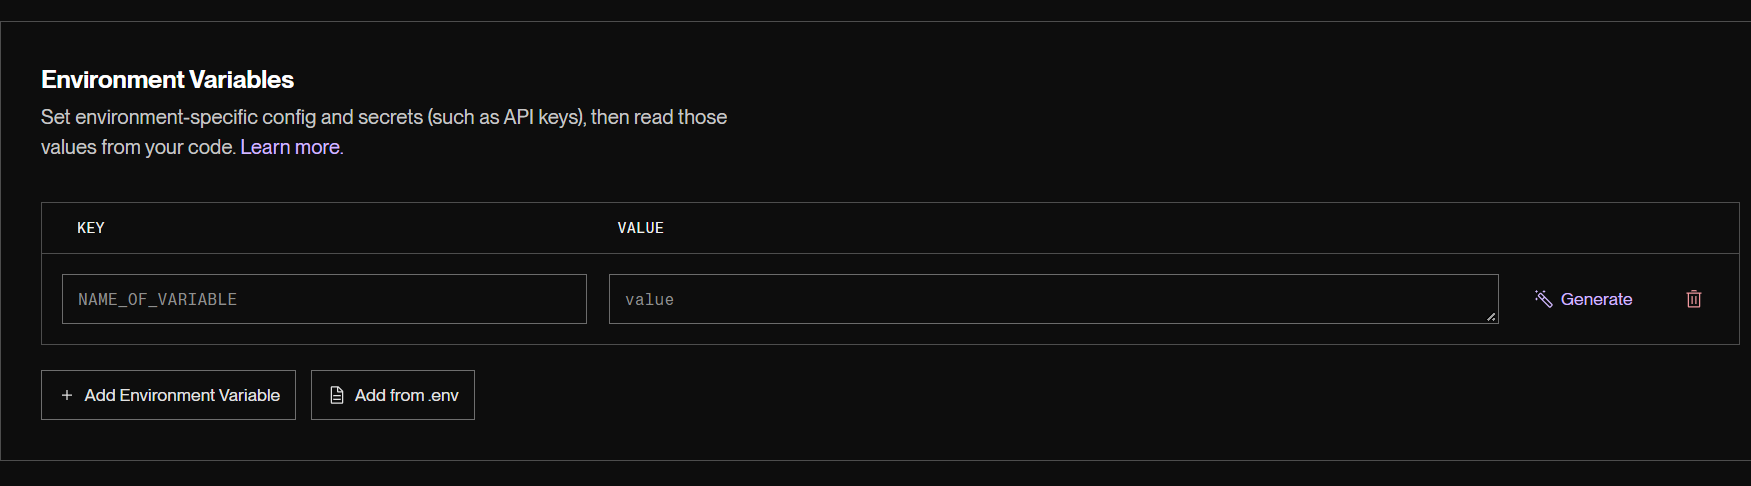 Environment Variables
Set environment-specific config and secrets (such as API keys), then read those
values from your code. Learn more.
KEY VALUE
NAME_OF_VARIABLE value Generate
+ Add Environment Variable Add from .env